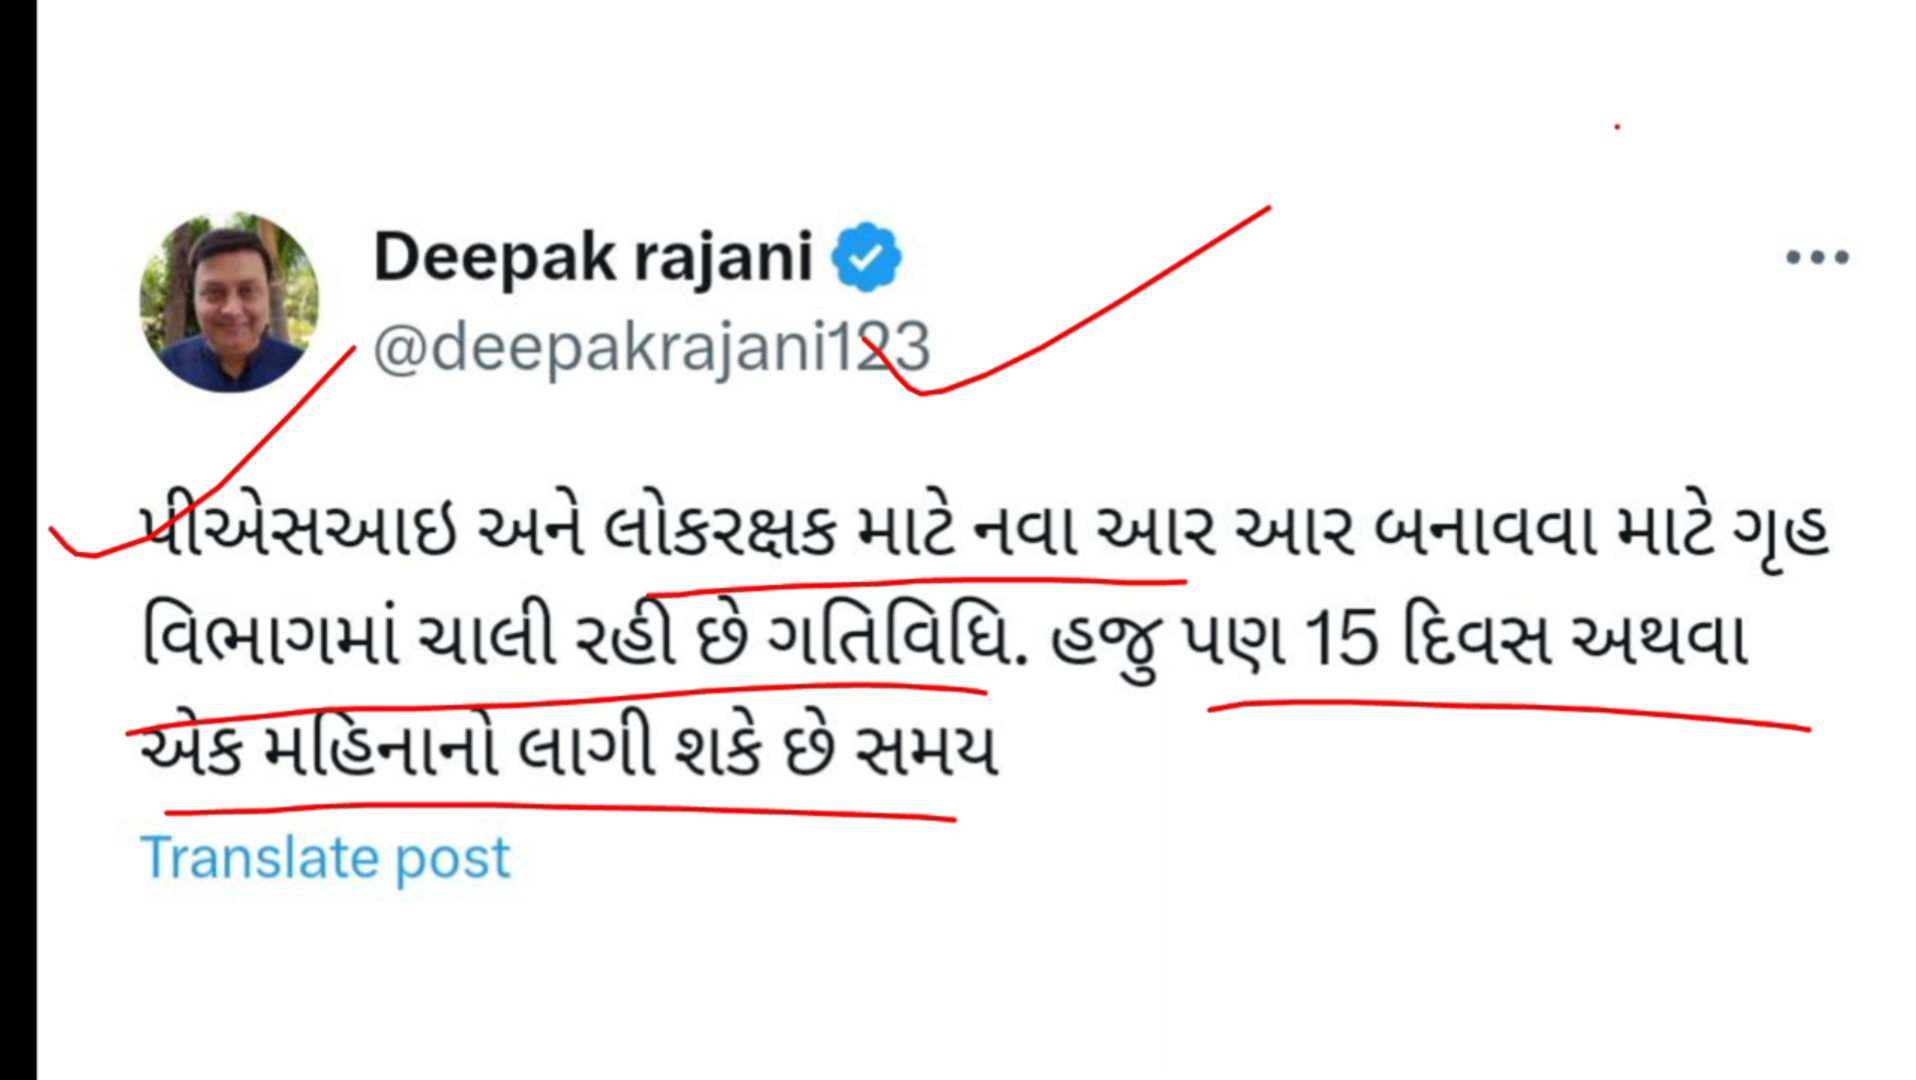 Deepak rajani
@deepakrajani123
પીએસઆઇ અને લોકરક્ષક માટે નવા આર આર બનાવવા માટે ગૃહ
વિભાગમાં ચાલી રહી છે ગતિવિધિ. હજુ પણ 15 દિવસ અથવા
એક મહિનાનો લાગી શકે છે સમય
Translate post